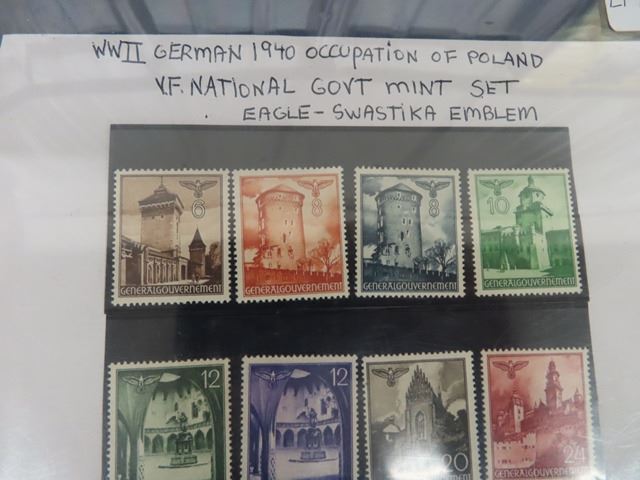 WWII GERMAN 1940 OCCUPATION OF POLAND
V.F. NATIONAL GOVT MINT SET
EAGLE-SWASTIKA EMBLEM
6
GENERALGOUVERNEMENT
8
GENERALGOUVERNEMENT
8
GENERALGOUVERNEMENT
10
GENERALGOUVERNEMENT
12
12
20
GENERALGOUVERNEMENT
24
GENERALGOUVERNEMENT